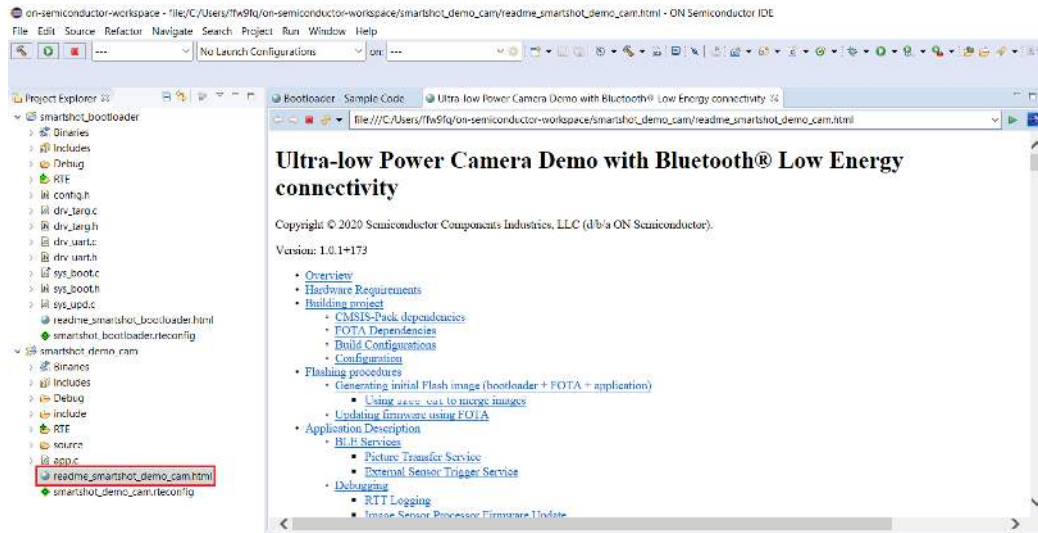 on-semiconductor-workspace - file:/C:/Users/ffw9fq/on-semiconductor-workspace/smartshot_demo_cam/readme_smartshot_demo_cam.html - ON Semiconductor IDE
File Edit Source Refactor Navigate Search Project Run Window Help
--- No Launch Configurations on: ---
Project Explorer
Bootloader - Sample Code
Ultra-low Power Camera Demo with Bluetooth® Low Energy connectivity
file:///C:/Users/ffw9fq/on-semiconductor-workspace/smartshot_demo_cam/readme_smartshot_demo_cam.html
smartshot_bootloader
Binaries
Includes
Debug
RTE
config.h
drv_targ.c
drv_targ.h
drv_uart.c
drv_uart.h
sys_boot.c
sys_boot.h
sys_upd.c
readme_smartshot_bootloader.html
smartshot_bootloader.rteconfig
smartshot_demo_cam
Binaries
Includes
Debug
include
RTE
source
app.c
readme_smartshot_demo_cam.html
smartshot_demo_cam.rteconfig
Ultra-low Power Camera Demo with Bluetooth® Low Energy
connectivity
Copyright © 2020 Semiconductor Components Industries, LLC (d/b/a ON Semiconductor).
Version: 1.0.1+173
Overview
Hardware Requirements
Building project
CMSIS-Pack dependencies
FOTA Dependencies
Build Configurations
Configuration
Flashing procedures
Generating initial Flash image (bootloader + FOTA + application)
Using to merge images
Updating firmware using FOTA
Application Description
BLE Services
Picture Transfer Service
External Sensor Trigger Service
Debugging
RTT Logging
Image Sensor Processor Firmware Update